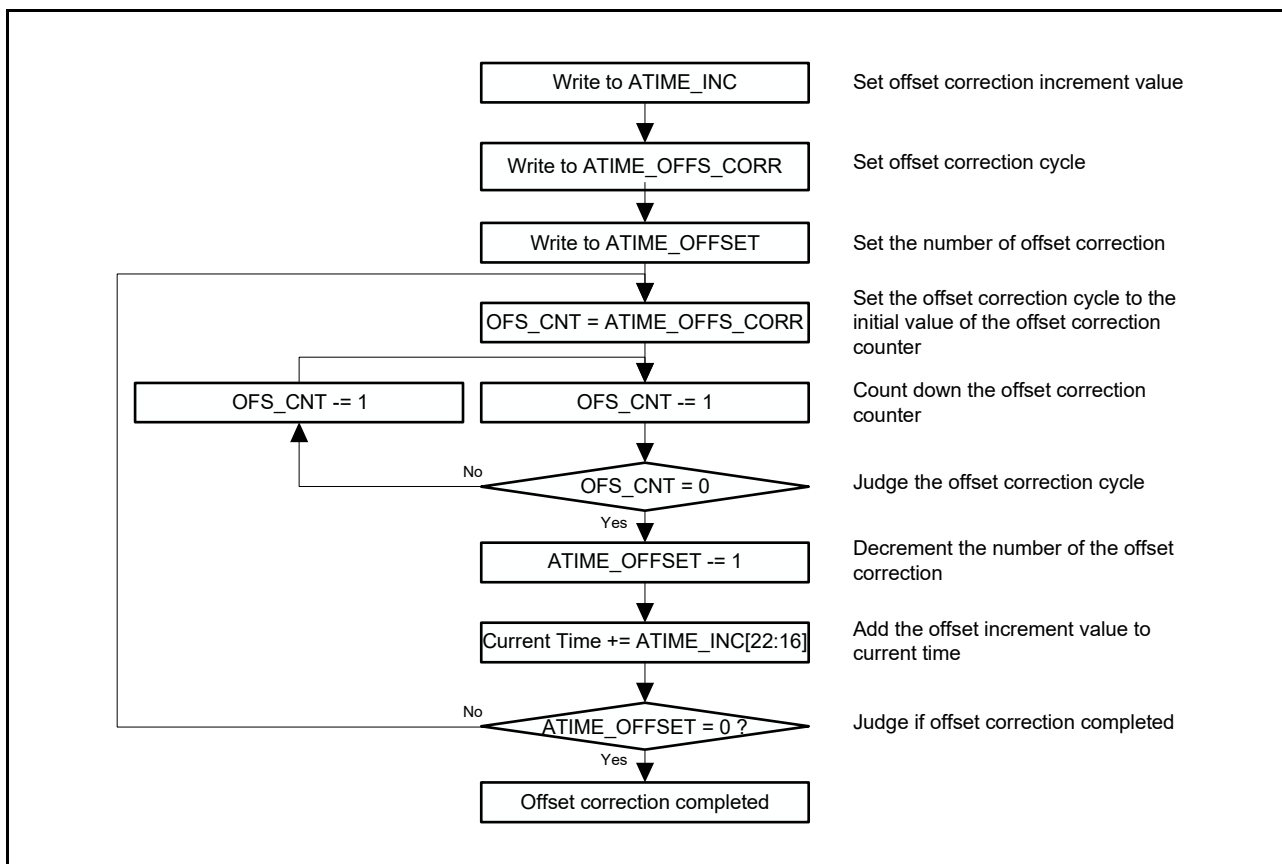 Write to ATIME_INC
Set offset correction increment value
Write to ATIME_OFFS_CORR
Set offset correction cycle
Write to ATIME_OFFSET
Set the number of offset correction
OFS_CNT = ATIME_OFFS_CORR
Set the offset correction cycle to the
initial value of the offset correction
counter
OFS_CNT -= 1
OFS_CNT -= 1
Count down the offset correction
counter
No
OFS_CNT = 0
Judge the offset correction cycle
Yes
ATIME_OFFSET -= 1
Decrement the number of the offset
correction
Current Time += ATIME_INC[22:16]
Add the offset increment value to
current time
No
ATIME_OFFSET = 0 ?
Judge if offset correction completed
Yes
Offset correction completed